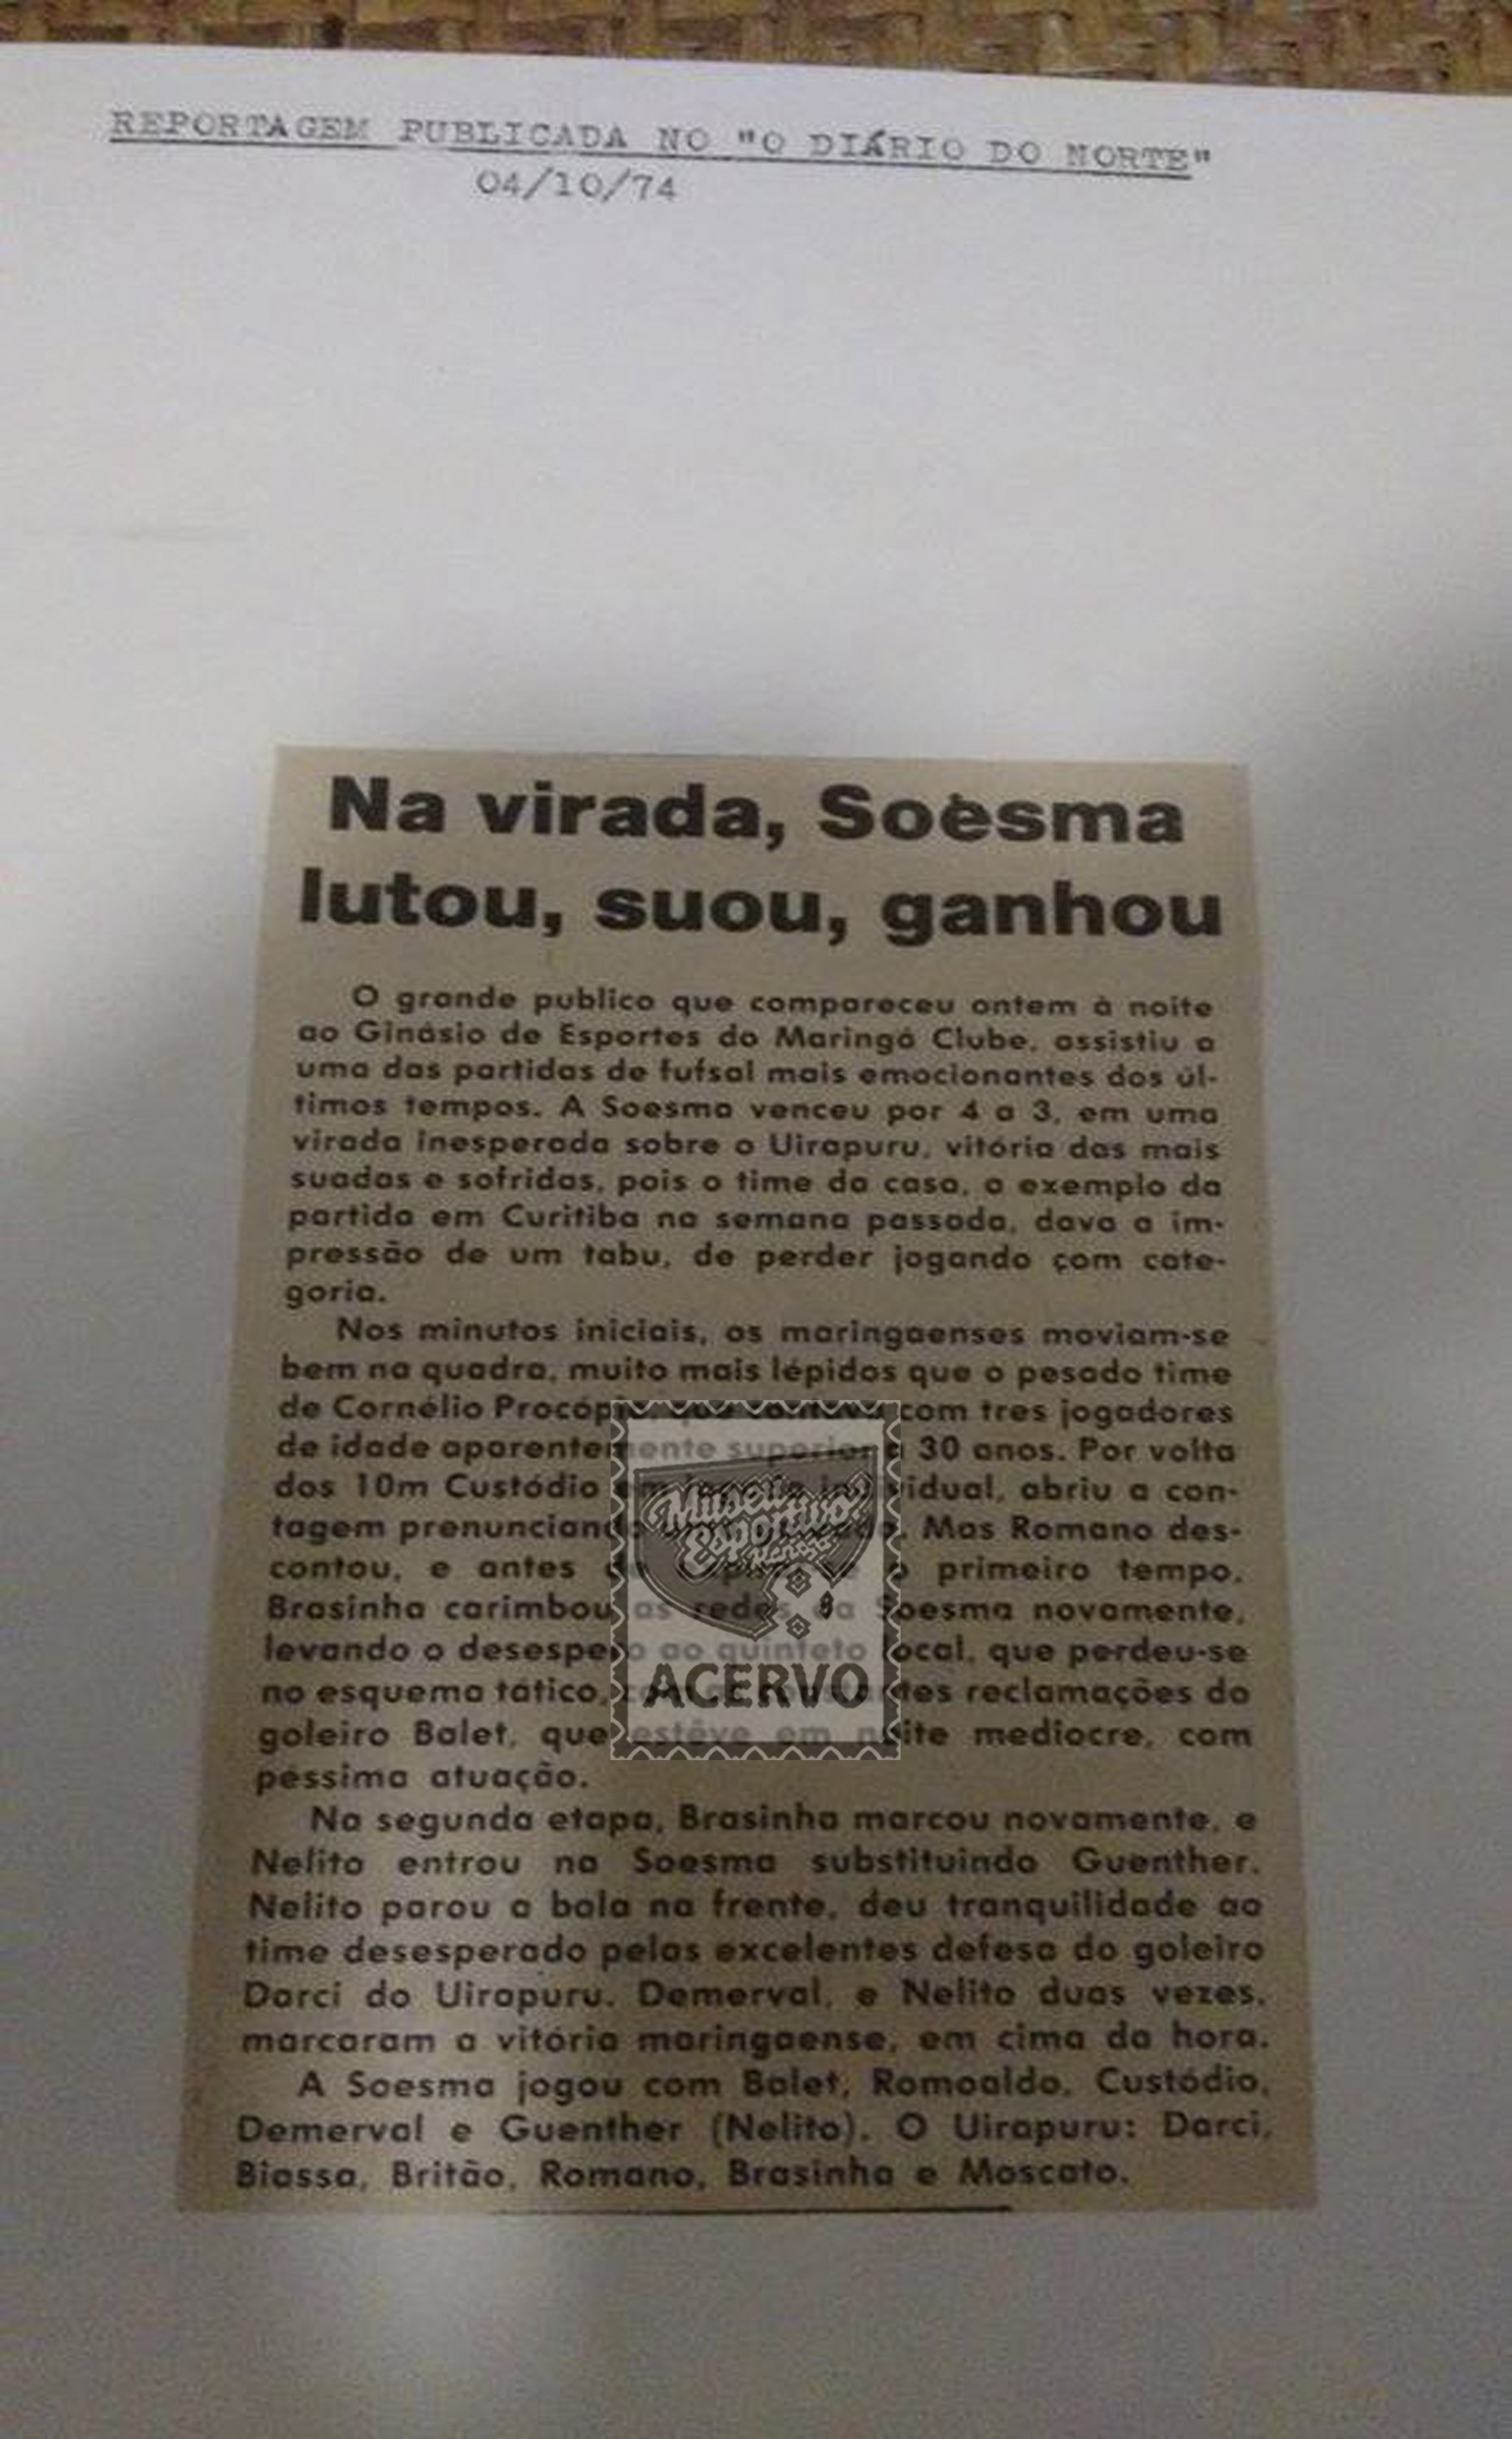 REPORTAGEM PUBLICADA NO "O DIÁRIO DO NORTE"
04/10/74
Na virada, Soesma
lutou, suou, ganhou
O grande publico que compareceu ontem à noite
ao Ginásio de Esportes do Maringá Clube, assistiu a
uma das partidas de fufsal mais emocionantes dos úl-
timos tempos. A Soesma venceu por 4 a 3, em uma
virada inesperada sobre o Uirapuru, vitória das mais
suadas e sofridas, pois o time da casa, a exemplo da
partida em Curitiba na semana passada, dava a im-
pressão de um tabu, de perder jogando com cate-
goria.
Nos minutos iniciais, os maringaenses moviam-se
bem na quadra, muito mais lépidos que o pesado time
de Cornélio Procópio, que contava com tres jogadores
de idade aparentemente superior a 30 anos. Por volta
dos 10m Custódio em individual, abriu a con-
tagem prenunciando Mas Romano des-
contou, e antes de o primeiro tempo,
Brasinha carimbou as redes da Soesma novamente,
levando o desespero ao quinteto local, que perdeu-se
no esquema tático, reclamações do
goleiro Balet, que estêve em noite mediocre, com
péssima atuação.
Na segunda etapa, Brasinha marcou novamente, e
Nelito entrou na Soesma substituindo Guenther.
Nelito parou a bola na frente, deu tranquilidade ao
time desesperado pelas excelentes defesa do goleiro
Darci do Uirapuru. Demerval, e Nelito duas vezes,
marcaram a vitória maringaense, em cima da hora.
A Soesma jogou com Balet, Romoaldo, Custódio,
Demerval e Guenther (Nelito). O Uirapuru: Darci,
Biassa, Britão, Romano, Brasinha e Moscato.
Museu
Esportivo
Maringá
ACERVO